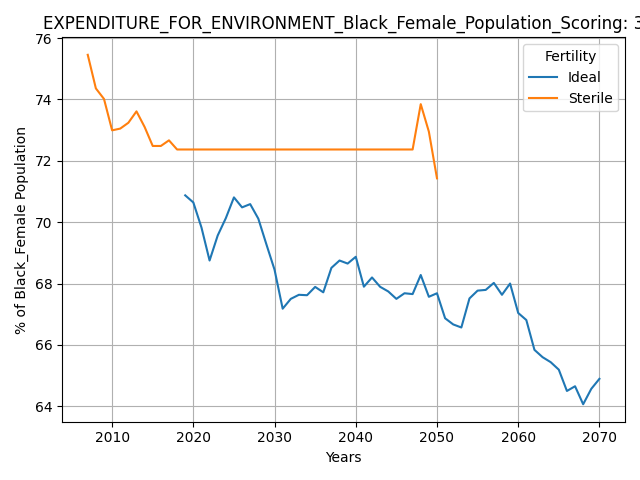 EXPENDITURE_FOR_ENVIRONMENT_Black_Female_Population_Scoring: 3
76
74
72
70
68
66
64
% of Black_Female Population
Fertility
Ideal
Sterile
2010 2020 2030 2040 2050 2060 2070
Years